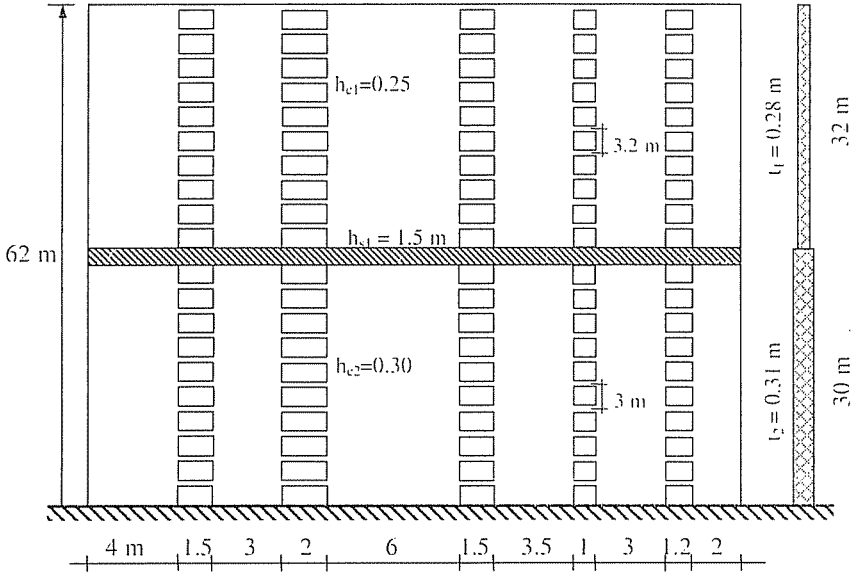 h_c1=0.25
3.2 m
t_1 = 0.28 m
32 m
h_s1 = 1.5 m
62 m
h_c2=0.30
3 m
t_2 = 0.31 m
30 m
4 m 1.5 3 2 6 1.5 3.5 1 3 1.2 2